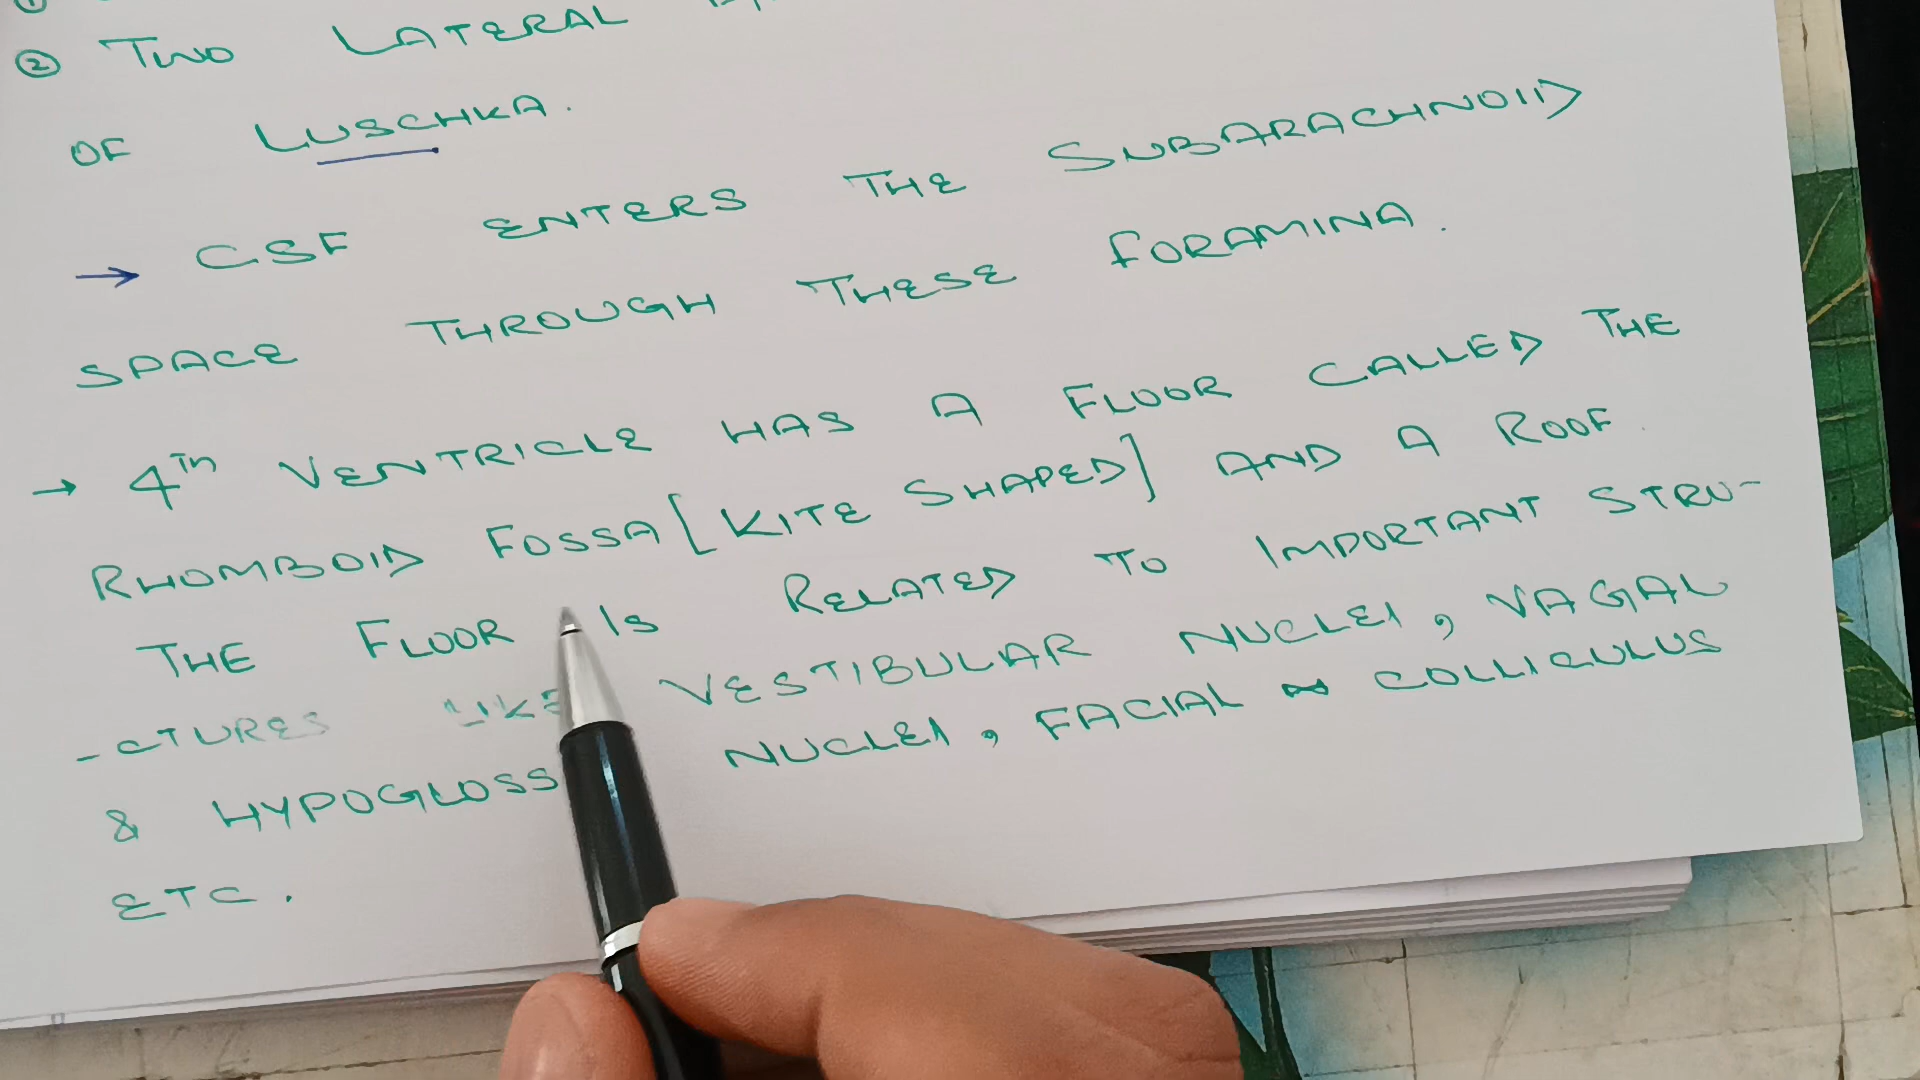 ② TWO LATERAL
OF LUSCHKA.
→ CSF ENTERS THE SUBARACHNOID
SPACE THROUGH THESE FORAMINA.
→ 4TH VENTRICLE HAS A FLOOR CALLED THE
RHOMBOID FOSSA [KITE SHAPED] AND A ROOF.
THE FLOOR IS RELATED TO IMPORTANT STRU-
-CTURES LIKE VESTIBULAR NUCLEI, VAGAL
& HYPOGLOSS NUCLEI, FACIAL COLLICULUS
ETC.